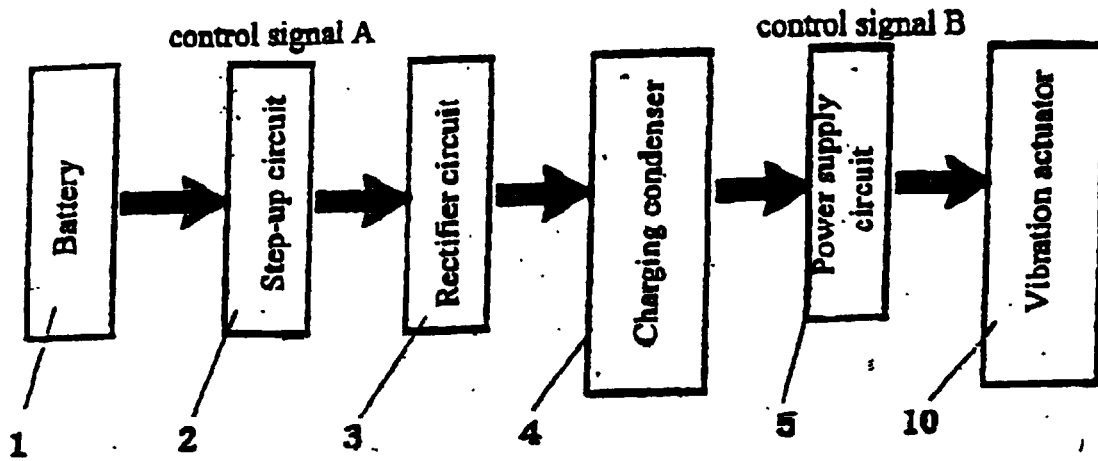 control signal A
control signal B
Battery
Step-up circuit
Rectifier circuit
Charging condenser
Power supply
circuit
Vibration actuator
1
2
3
4
5
10